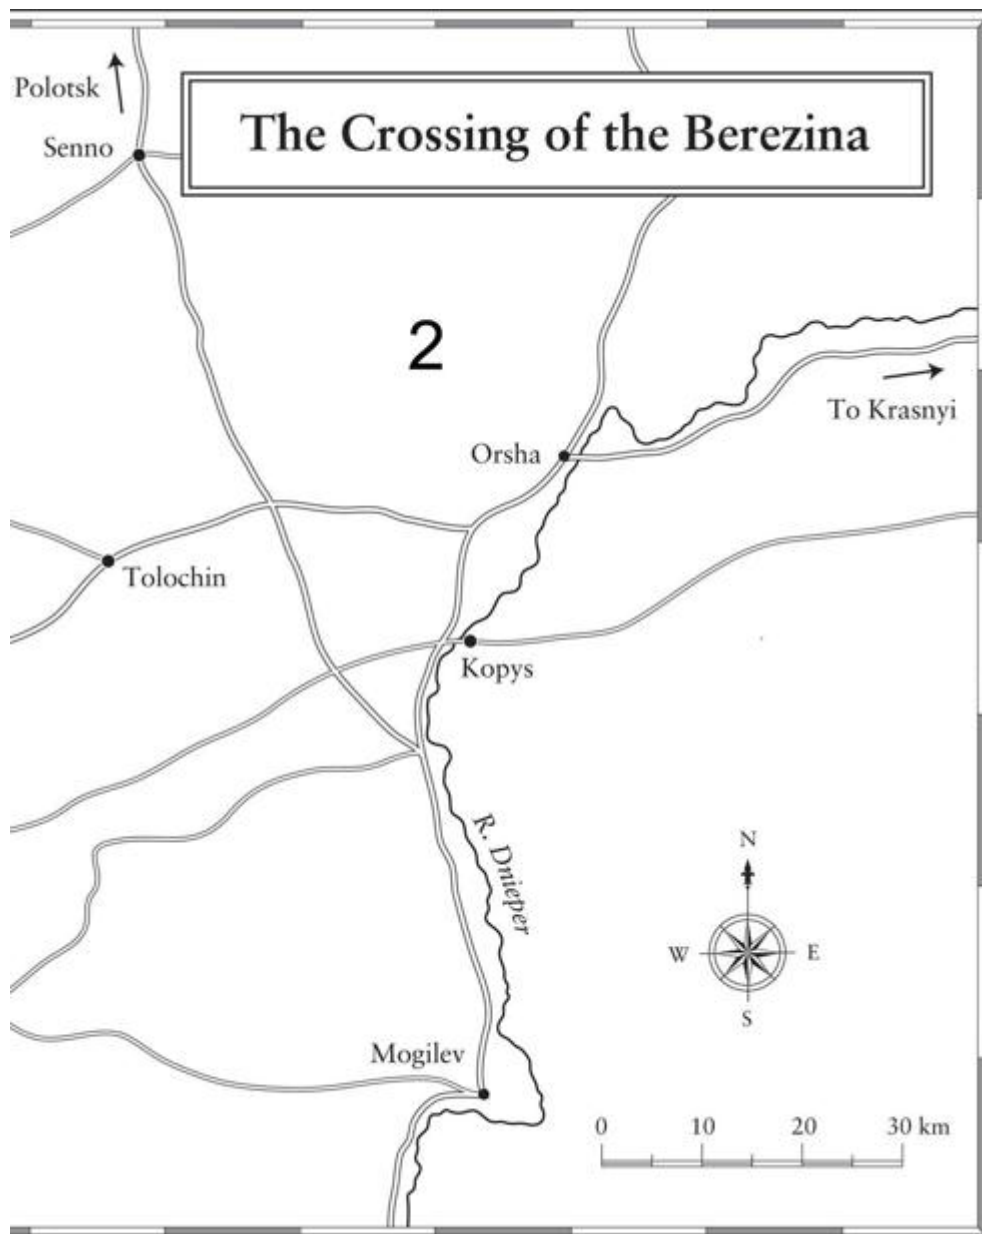 Polotsk
The Crossing of the Berezina
Senno
2
To Krasnyi
Orsha
Tolochin
Kopys
R. Dnieper
N
W E
S
Mogilev
0 10 20 30 km